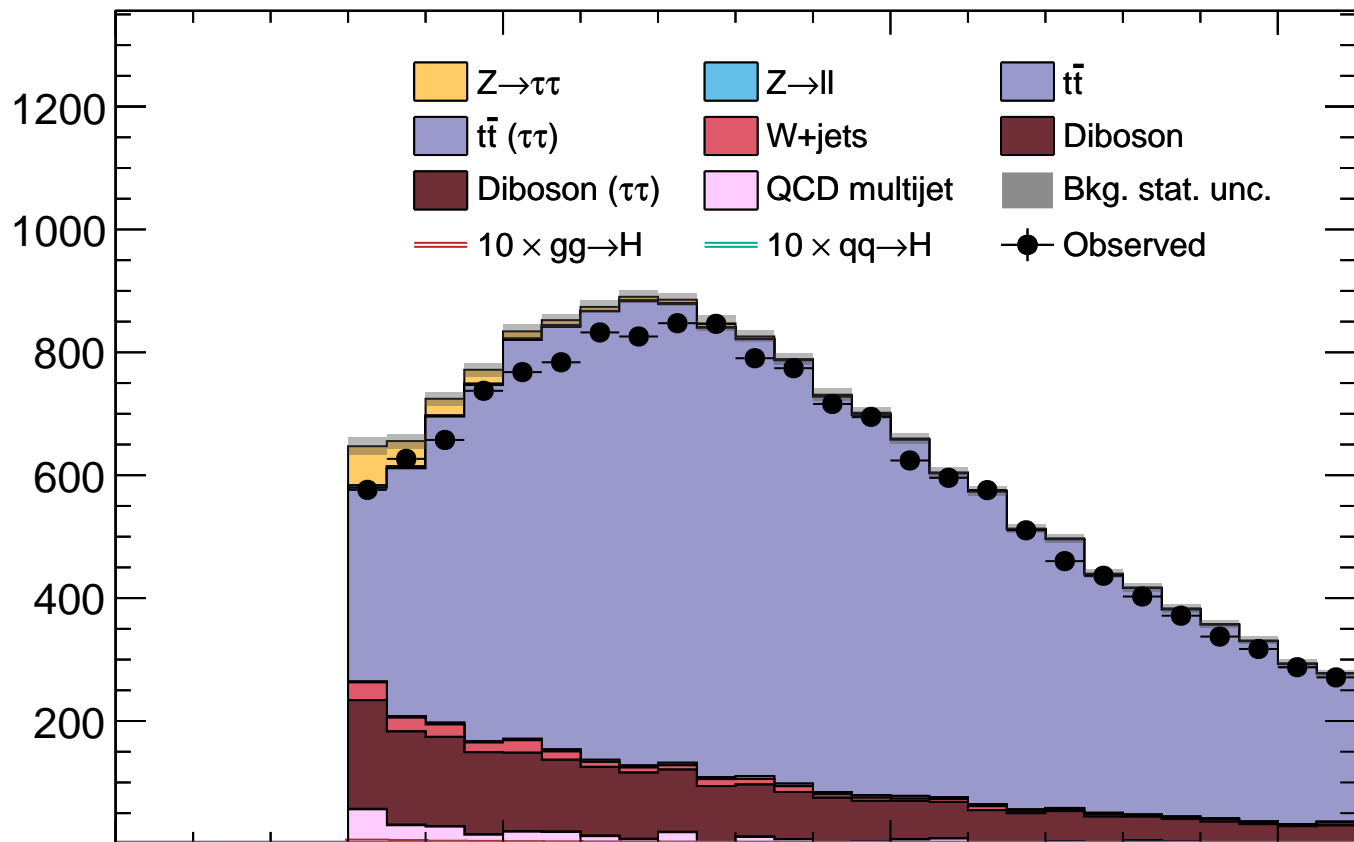 Z→ττ Z→ll tt̄
tt̄ (ττ) W+jets Diboson
Diboson (ττ) QCD multijet Bkg. stat. unc.
10 × gg→H 10 × qq→H Observed
1200
1000
800
600
400
200